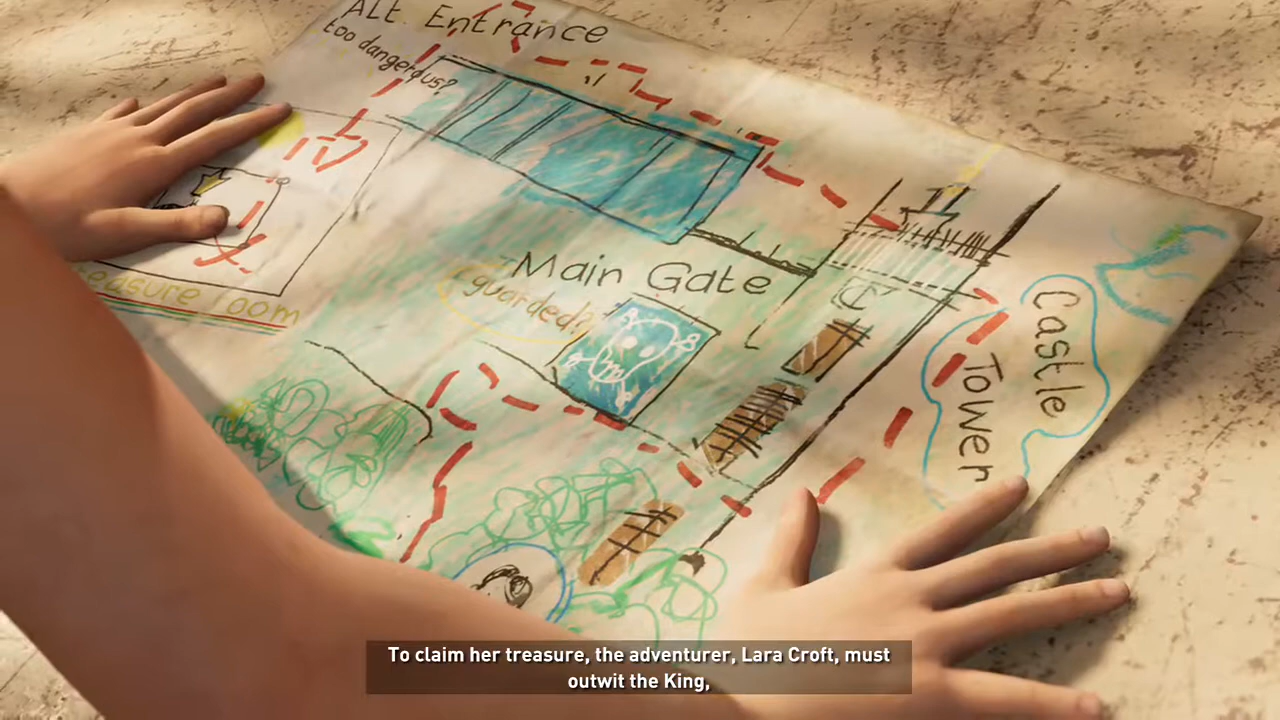 ALt. Entrance
too dangerous?
Main Gate
(guarded!)
Castle
Tower
easure room
To claim her treasure, the adventurer, Lara Croft, must
outwit the King,